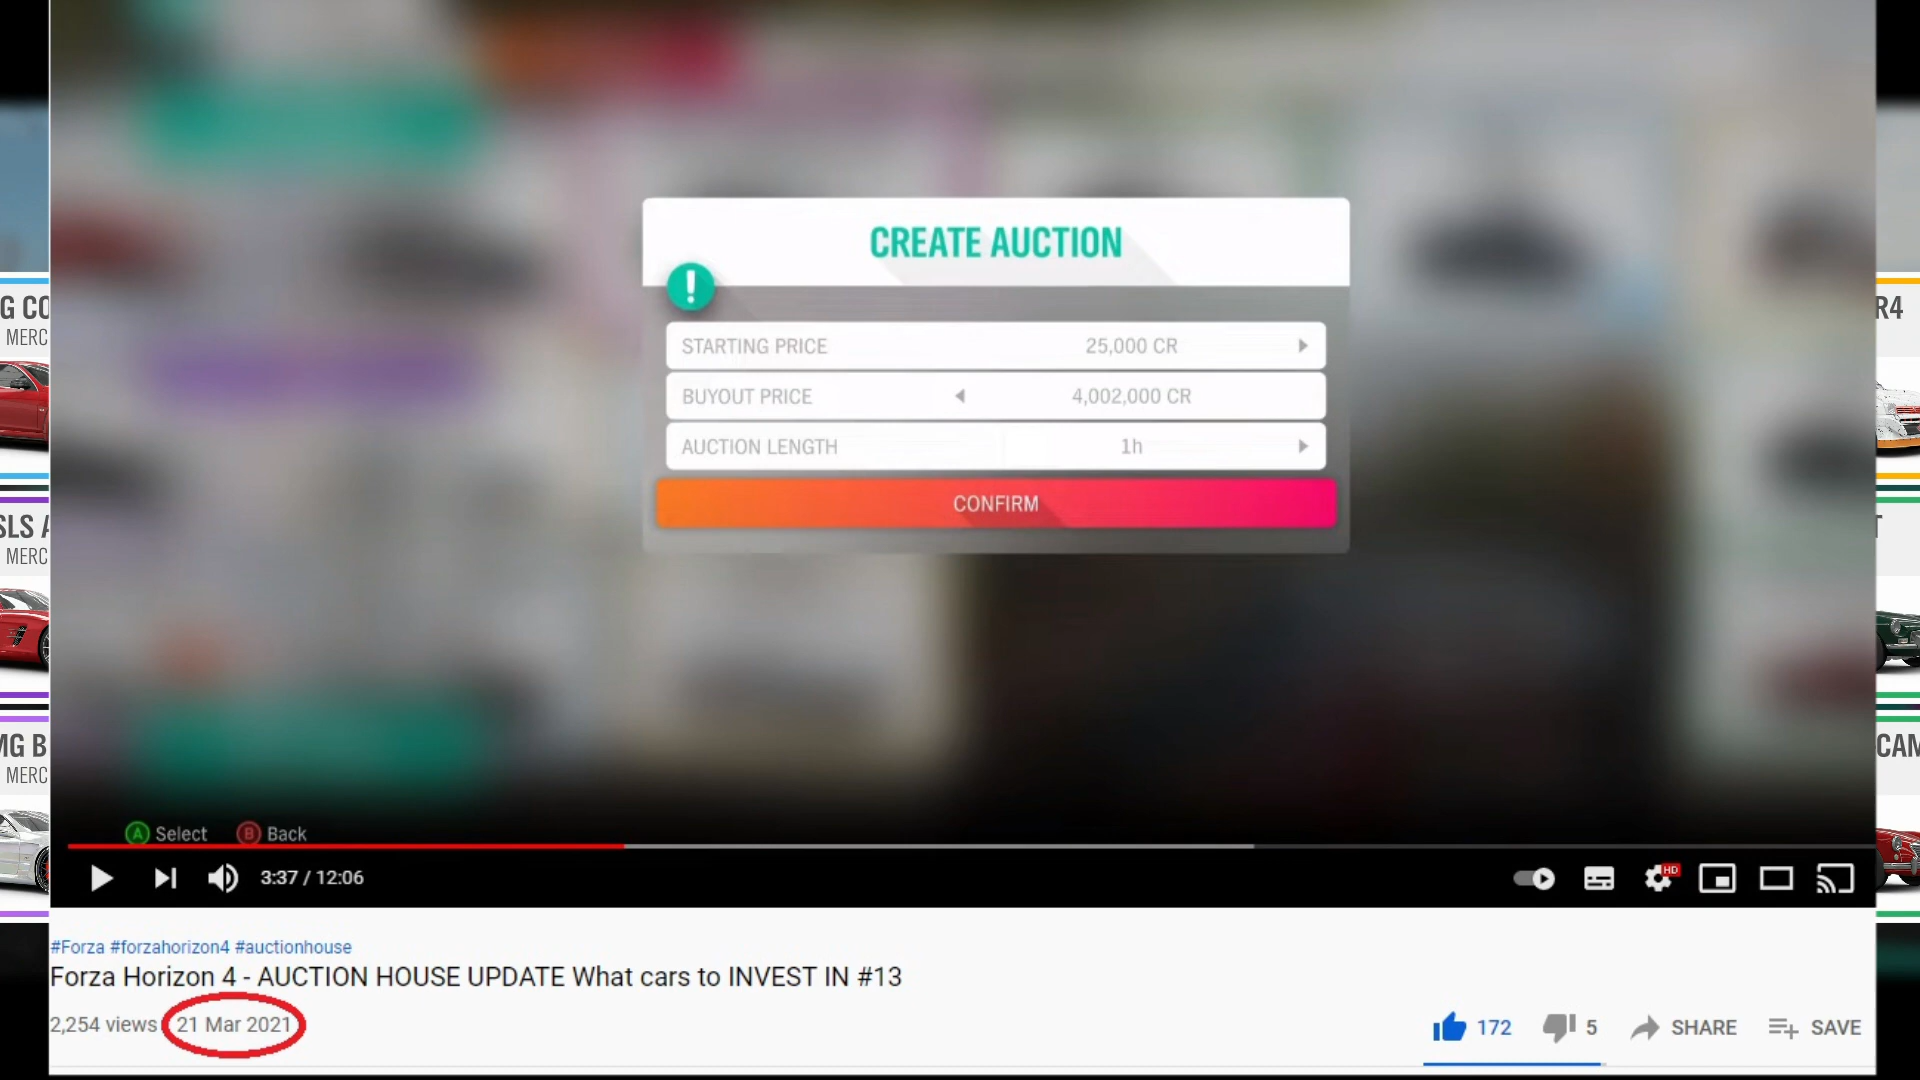 CREATE AUCTION
!
STARTING PRICE 25,000 CR
BUYOUT PRICE 4,002,000 CR
AUCTION LENGTH 1h
CONFIRM
G CO
MERC
R4
SLS A
MERC
MG B
MERC
CAM
A Select B Back
3:37 / 12:06
HD
#Forza #forzahorizon4 #auctionhouse
Forza Horizon 4 - AUCTION HOUSE UPDATE What cars to INVEST IN #13
2,254 views 21 Mar 2021
172 5 SHARE SAVE